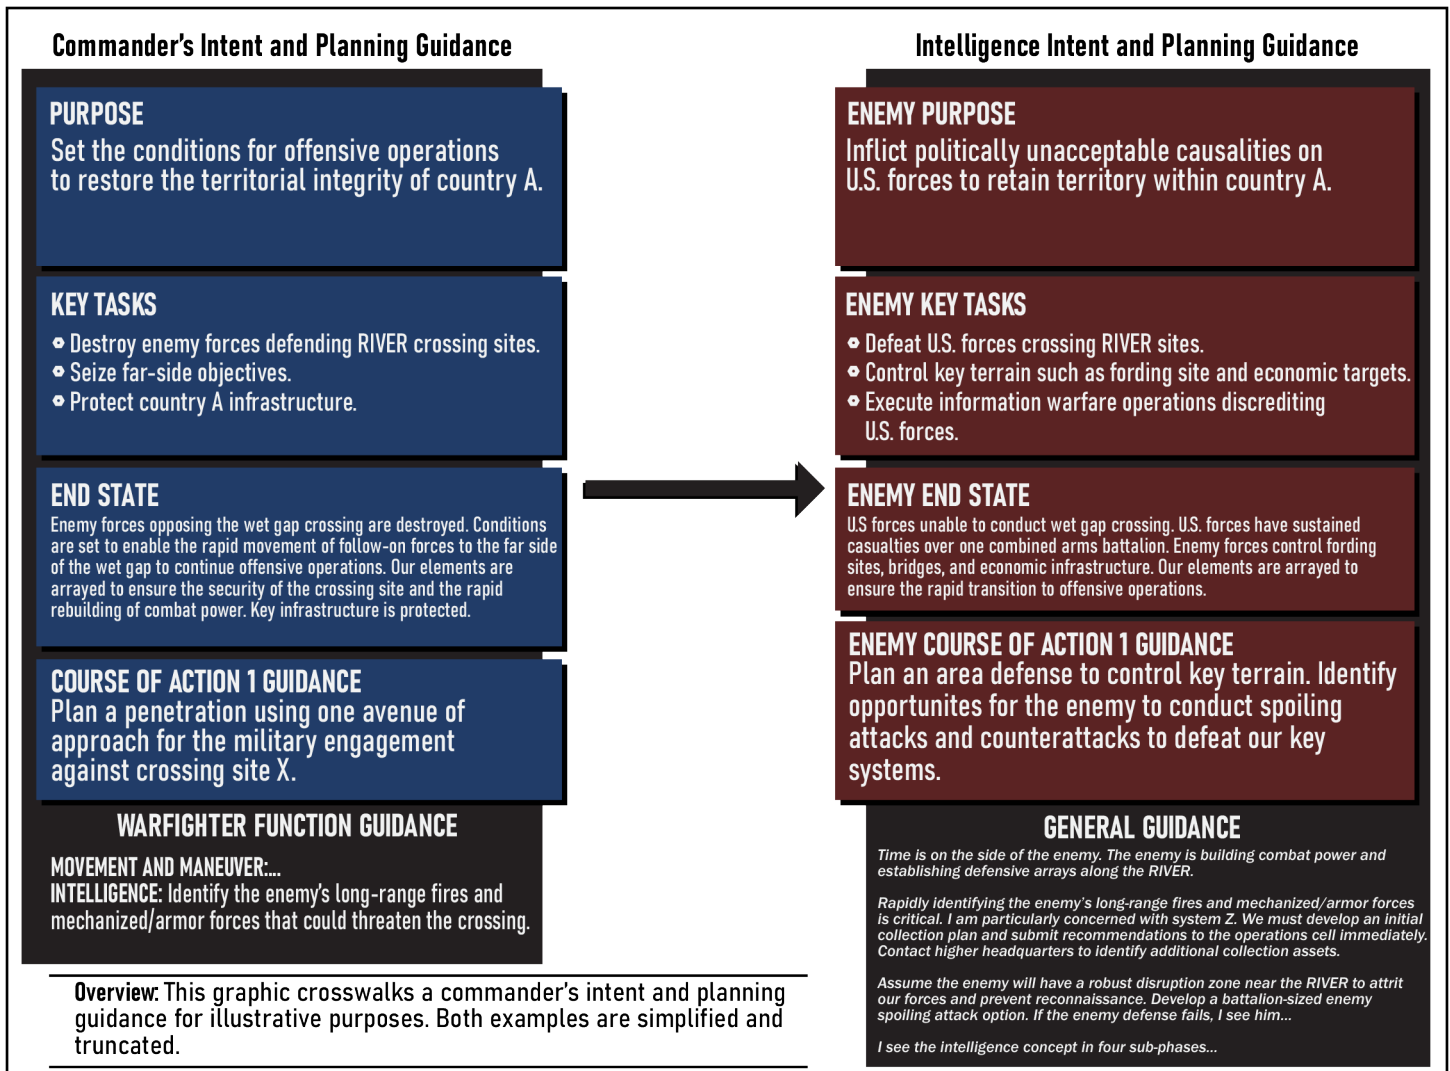 Commander's Intent and Planning Guidance
PURPOSE
Set the conditions for offensive operations
to restore the territorial integrity of country A.
KEY TASKS
Destroy enemy forces defending RIVER crossing sites.
Seize far-side objectives.
Protect country A infrastructure.
END STATE
Enemy forces opposing the wet gap crossing are destroyed. Conditions
are set to enable the rapid movement of follow-on forces to the far side
of the wet gap to continue offensive operations. Our elements are
arrayed to ensure the security of the crossing site and the rapid
rebuilding of combat power. Key infrastructure is protected.
COURSE OF ACTION 1 GUIDANCE
Plan a penetration using one avenue of
approach for the military engagement
against crossing site X.
WARFIGHTER FUNCTION GUIDANCE
MOVEMENT AND MANEUVER:...
INTELLIGENCE: Identify the enemy's long-range fires and
mechanized/armor forces that could threaten the crossing.
Overview: This graphic crosswalks a commander's intent and planning
guidance for illustrative purposes. Both examples are simplified and
truncated.
Intelligence Intent and Planning Guidance
ENEMY PURPOSE
Inflict politically unacceptable causalities on
U.S. forces to retain territory within country A.
ENEMY KEY TASKS
Defeat U.S. forces crossing RIVER sites.
Control key terrain such as fording site and economic targets.
Execute information warfare operations discrediting
U.S. forces.
ENEMY END STATE
U.S forces unable to conduct wet gap crossing. U.S. forces have sustained
casualties over one combined arms battalion. Enemy forces control fording
sites, bridges, and economic infrastructure. Our elements are arrayed to
ensure the rapid transition to offensive operations.
ENEMY COURSE OF ACTION 1 GUIDANCE
Plan an area defense to control key terrain. Identify
opportunites for the enemy to conduct spoiling
attacks and counterattacks to defeat our key
systems.
GENERAL GUIDANCE
Time is on the side of the enemy. The enemy is building combat power and
establishing defensive arrays along the RIVER.
Rapidly identifying the enemy's long-range fires and mechanized/armor forces
is critical. I am particularly concerned with system Z. We must develop an initial
collection plan and submit recommendations to the operations cell immediately.
Contact higher headquarters to identify additional collection assets.
Assume the enemy will have a robust disruption zone near the RIVER to attrit
our forces and prevent reconnaissance. Develop a battalion-sized enemy
spoiling attack option. If the enemy defense fails, I see him...
I see the intelligence concept in four sub-phases...